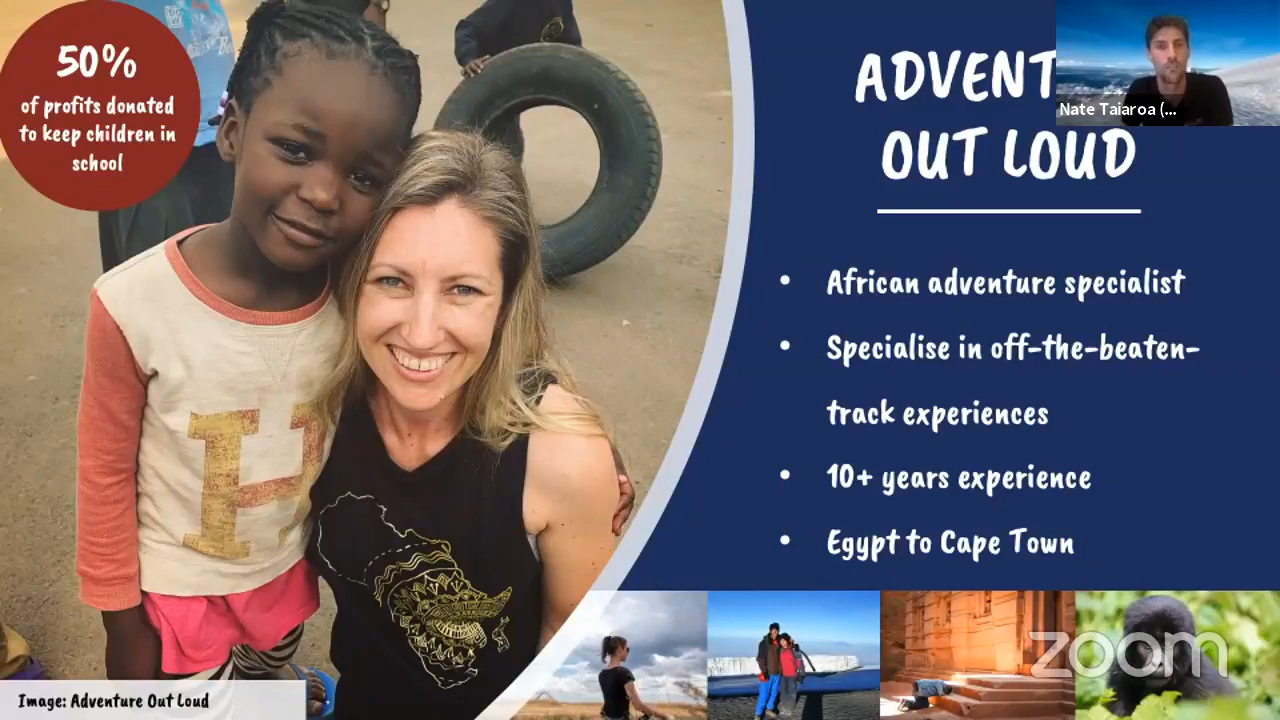 50%
of profits donated
to keep children in
school
H
ADVENT
OUT LOUD
Nate Taiaroa (...
• African adventure specialist
• Specialise in off-the-beaten-
track experiences
• 10+ years experience
• Egypt to Cape Town
zoom
Image: Adventure Out Loud